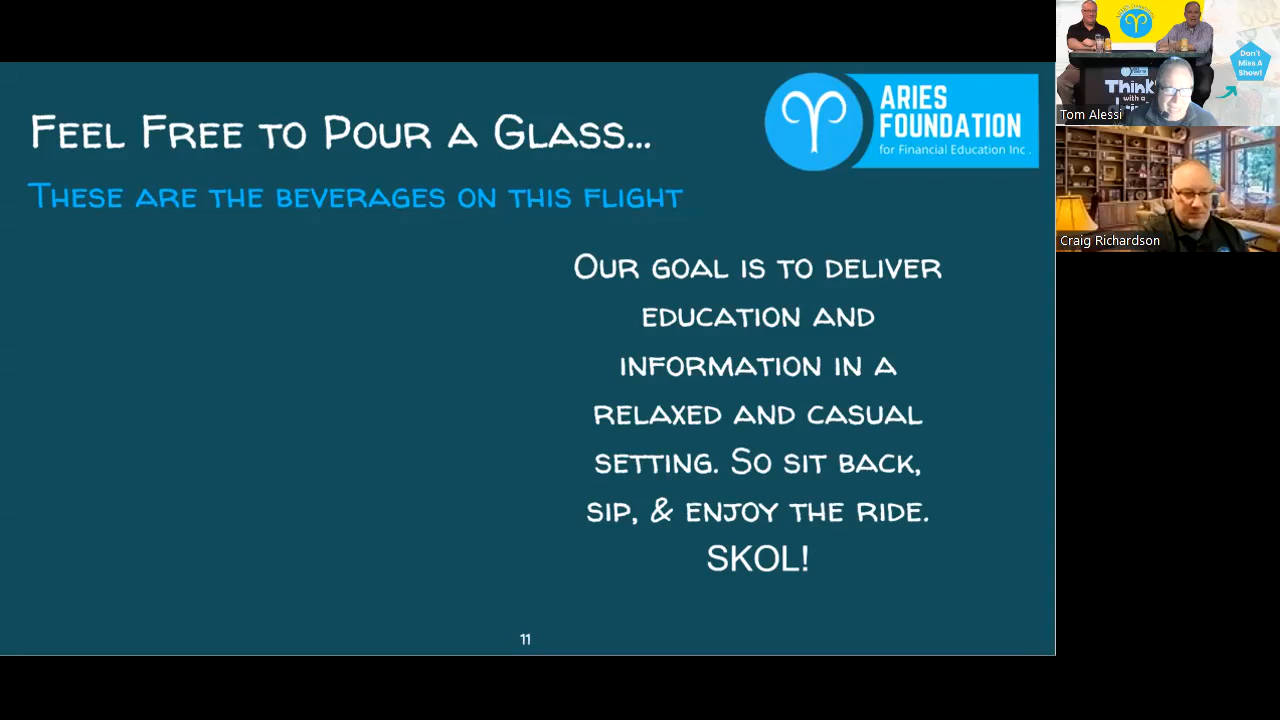 Feel Free to Pour a Glass...
These are the beverages on this flight
ARIES
FOUNDATION
for Financial Education Inc.
Our goal is to deliver
education and
information in a
relaxed and casual
setting. So sit back,
sip, & enjoy the ride.
SKOL!
11
Don't
Miss A
Show!
Think
with a
Tom Alessi
Craig Richardson